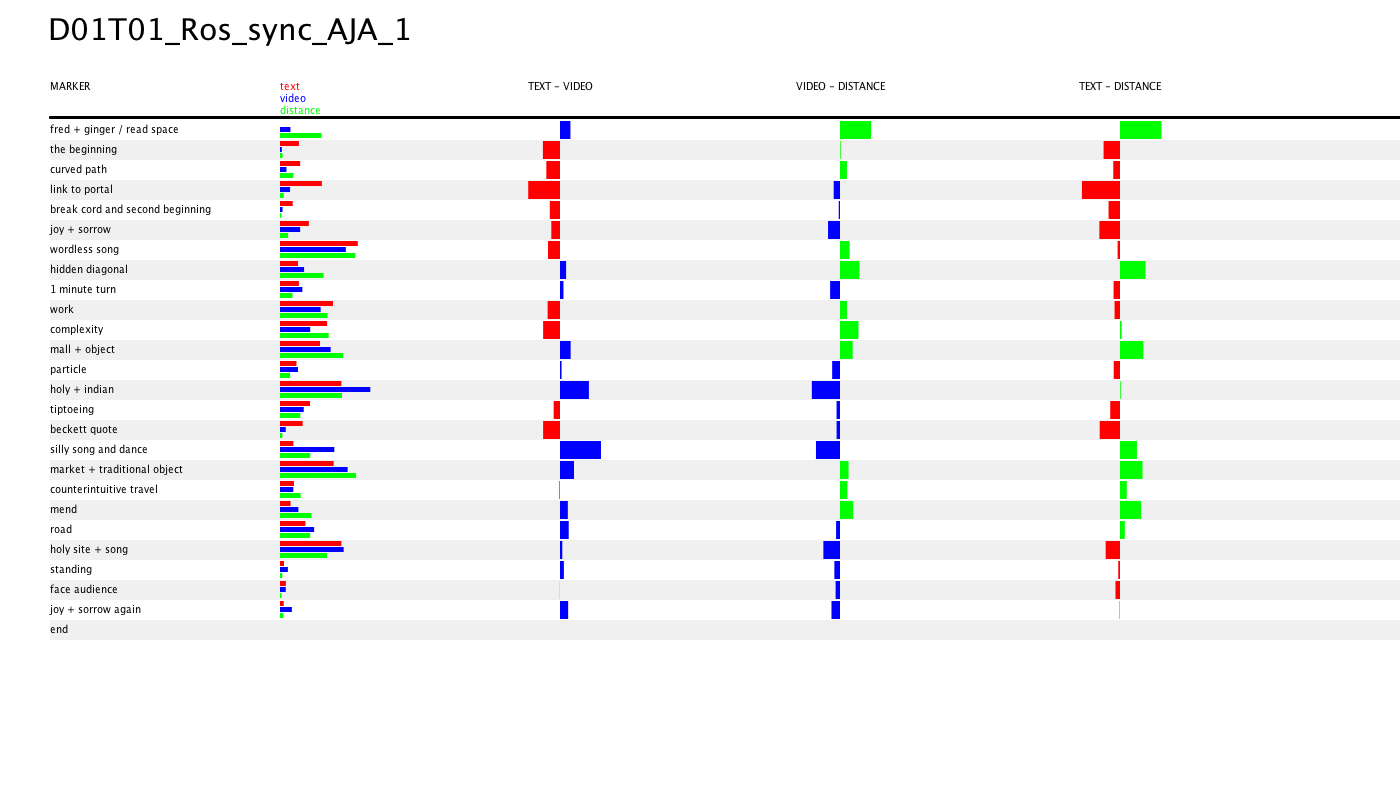 D01T01_Ros_sync_AJA_1
MARKER
text
video
distance
TEXT – VIDEO
VIDEO – DISTANCE
TEXT – DISTANCE
fred + ginger / read space
the beginning
curved path
link to portal
break cord and second beginning
joy + sorrow
wordless song
hidden diagonal
1 minute turn
work
complexity
mall + object
particle
holy + indian
tiptoeing
beckett quote
silly song and dance
market + traditional object
counterintuitive travel
mend
road
holy site + song
standing
face audience
joy + sorrow again
end